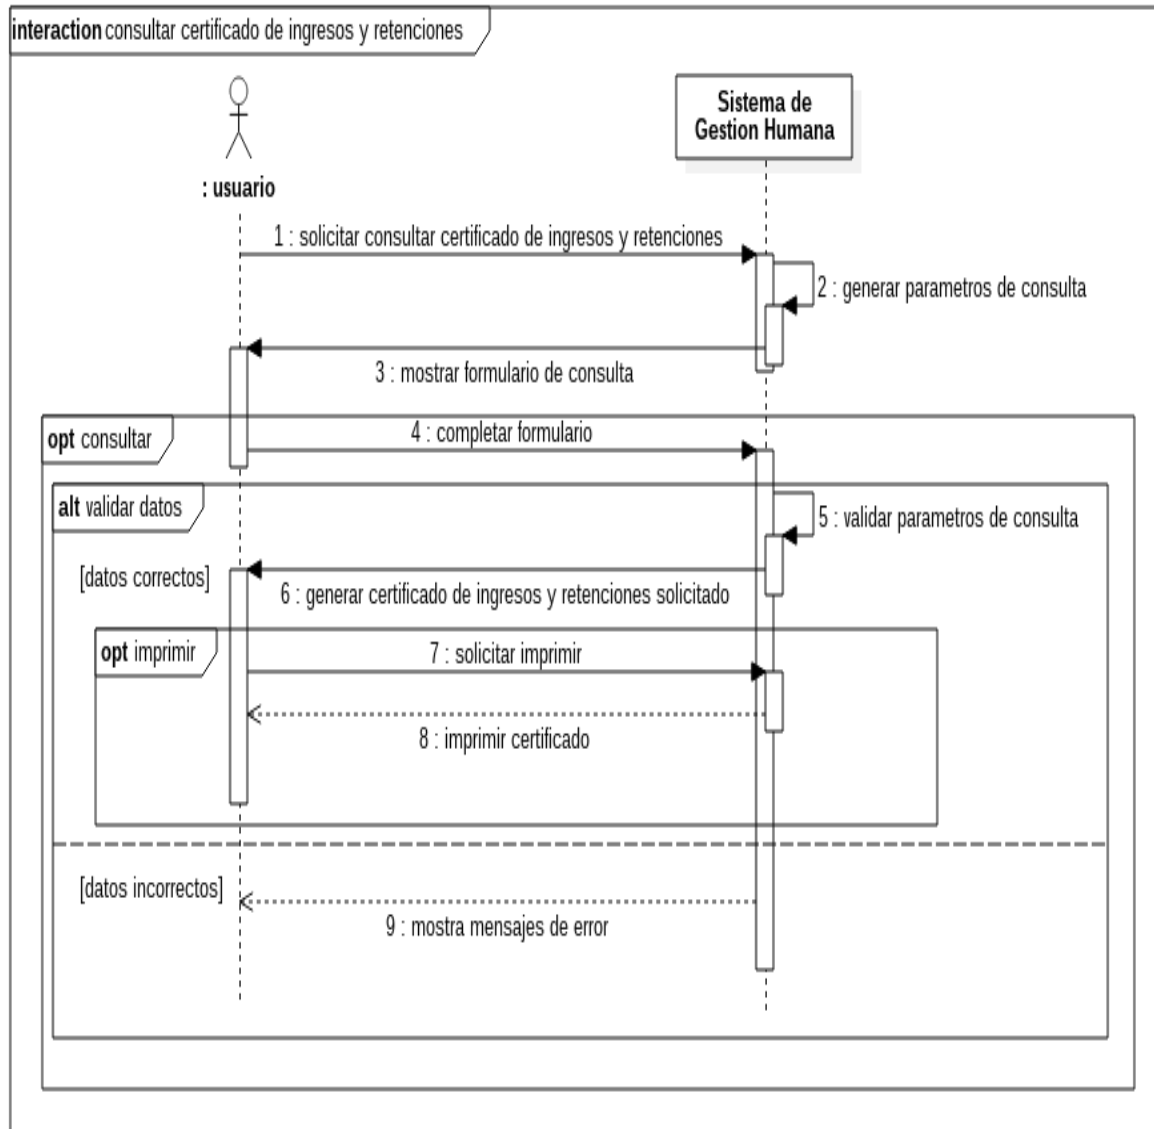 interaction consultar certificado de ingresos y retenciones
Sistema de
Gestion Humana
: usuario
1 : solicitar consultar certificado de ingresos y retenciones
2 : generar parametros de consulta
3 : mostrar formulario de consulta
opt consultar
4 : completar formulario
alt validar datos
5 : validar parametros de consulta
[datos correctos]
6 : generar certificado de ingresos y retenciones solicitado
opt imprimir
7 : solicitar imprimir
8 : imprimir certificado
[datos incorrectos]
9 : mostra mensajes de error